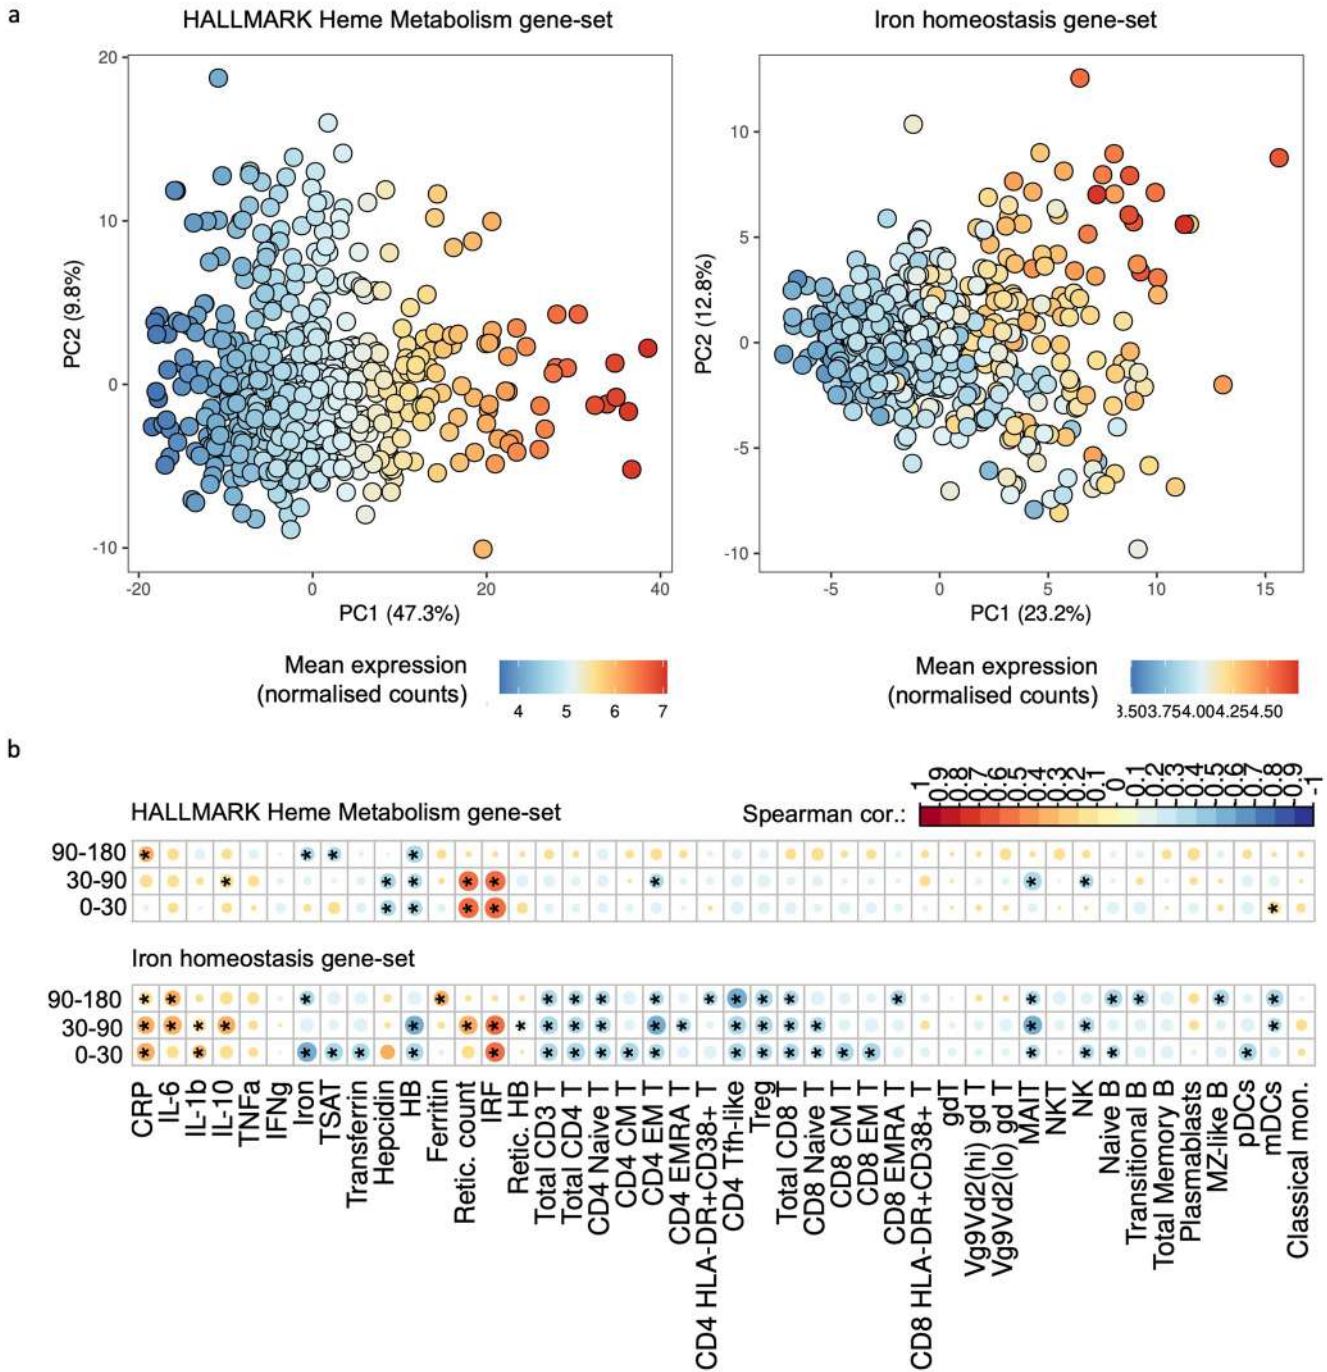 a
HALLMARK Heme Metabolism gene-set
Iron homeostasis gene-set
20
10
0
-10
PC2 (9.8%)
-20 0 20 40
PC1 (47.3%)
10
5
0
-5
-10
PC2 (12.8%)
-5 0 5 10 15
PC1 (23.2%)
Mean expression
(normalised counts)
4 5 6 7
Mean expression
(normalised counts)
3.503.754.004.254.50
b
HALLMARK Heme Metabolism gene-set
Spearman cor.:
1 0.9 0.8 0.7 0.6 0.5 0.4 0.3 0.2 0.1 0 0.1 0.2 0.3 0.4 0.5 0.6 0.7 0.8 0.9 -1
90-180
30-90
0-30
Iron homeostasis gene-set
90-180
30-90
0-30
CRP
IL-6
IL-1b
IL-10
TNFa
IFNg
Iron
TSAT
Transferrin
Hepcidin
HB
Ferritin
Retic. count
IRF
Retic. HB
Total CD3 T
Total CD4 T
CD4 Naive T
CD4 CM T
CD4 EM T
CD4 EMRA T
CD4 HLA-DR+CD38+ T
CD4 Tfh-like
Treg
Total CD8 T
CD8 Naive T
CD8 CM T
CD8 EM T
CD8 EMRA T
CD8 HLA-DR+CD38+ T
gdT
Vg9Vd2(hi) gd T
Vg9Vd2(lo) gd T
MAIT
NKT
NK
Naive B
Transitional B
Total Memory B
Plasmablasts
MZ-like B
pDCs
mDCs
Classical mon.